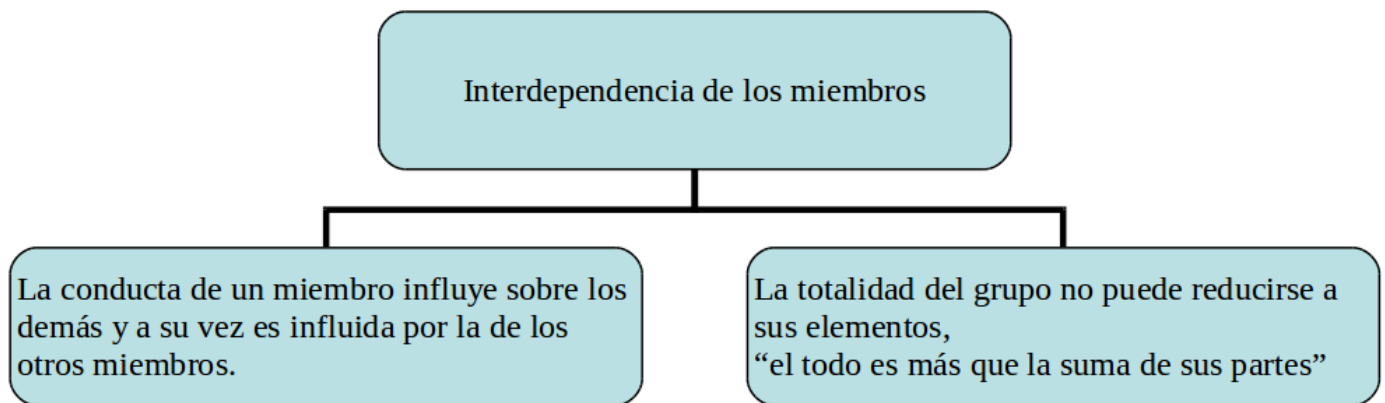 Interdependencia de los miembros
La conducta de un miembro influye sobre los
demás y a su vez es influida por la de los
otros miembros.
La totalidad del grupo no puede reducirse a
sus elementos,
“el todo es más que la suma de sus partes”